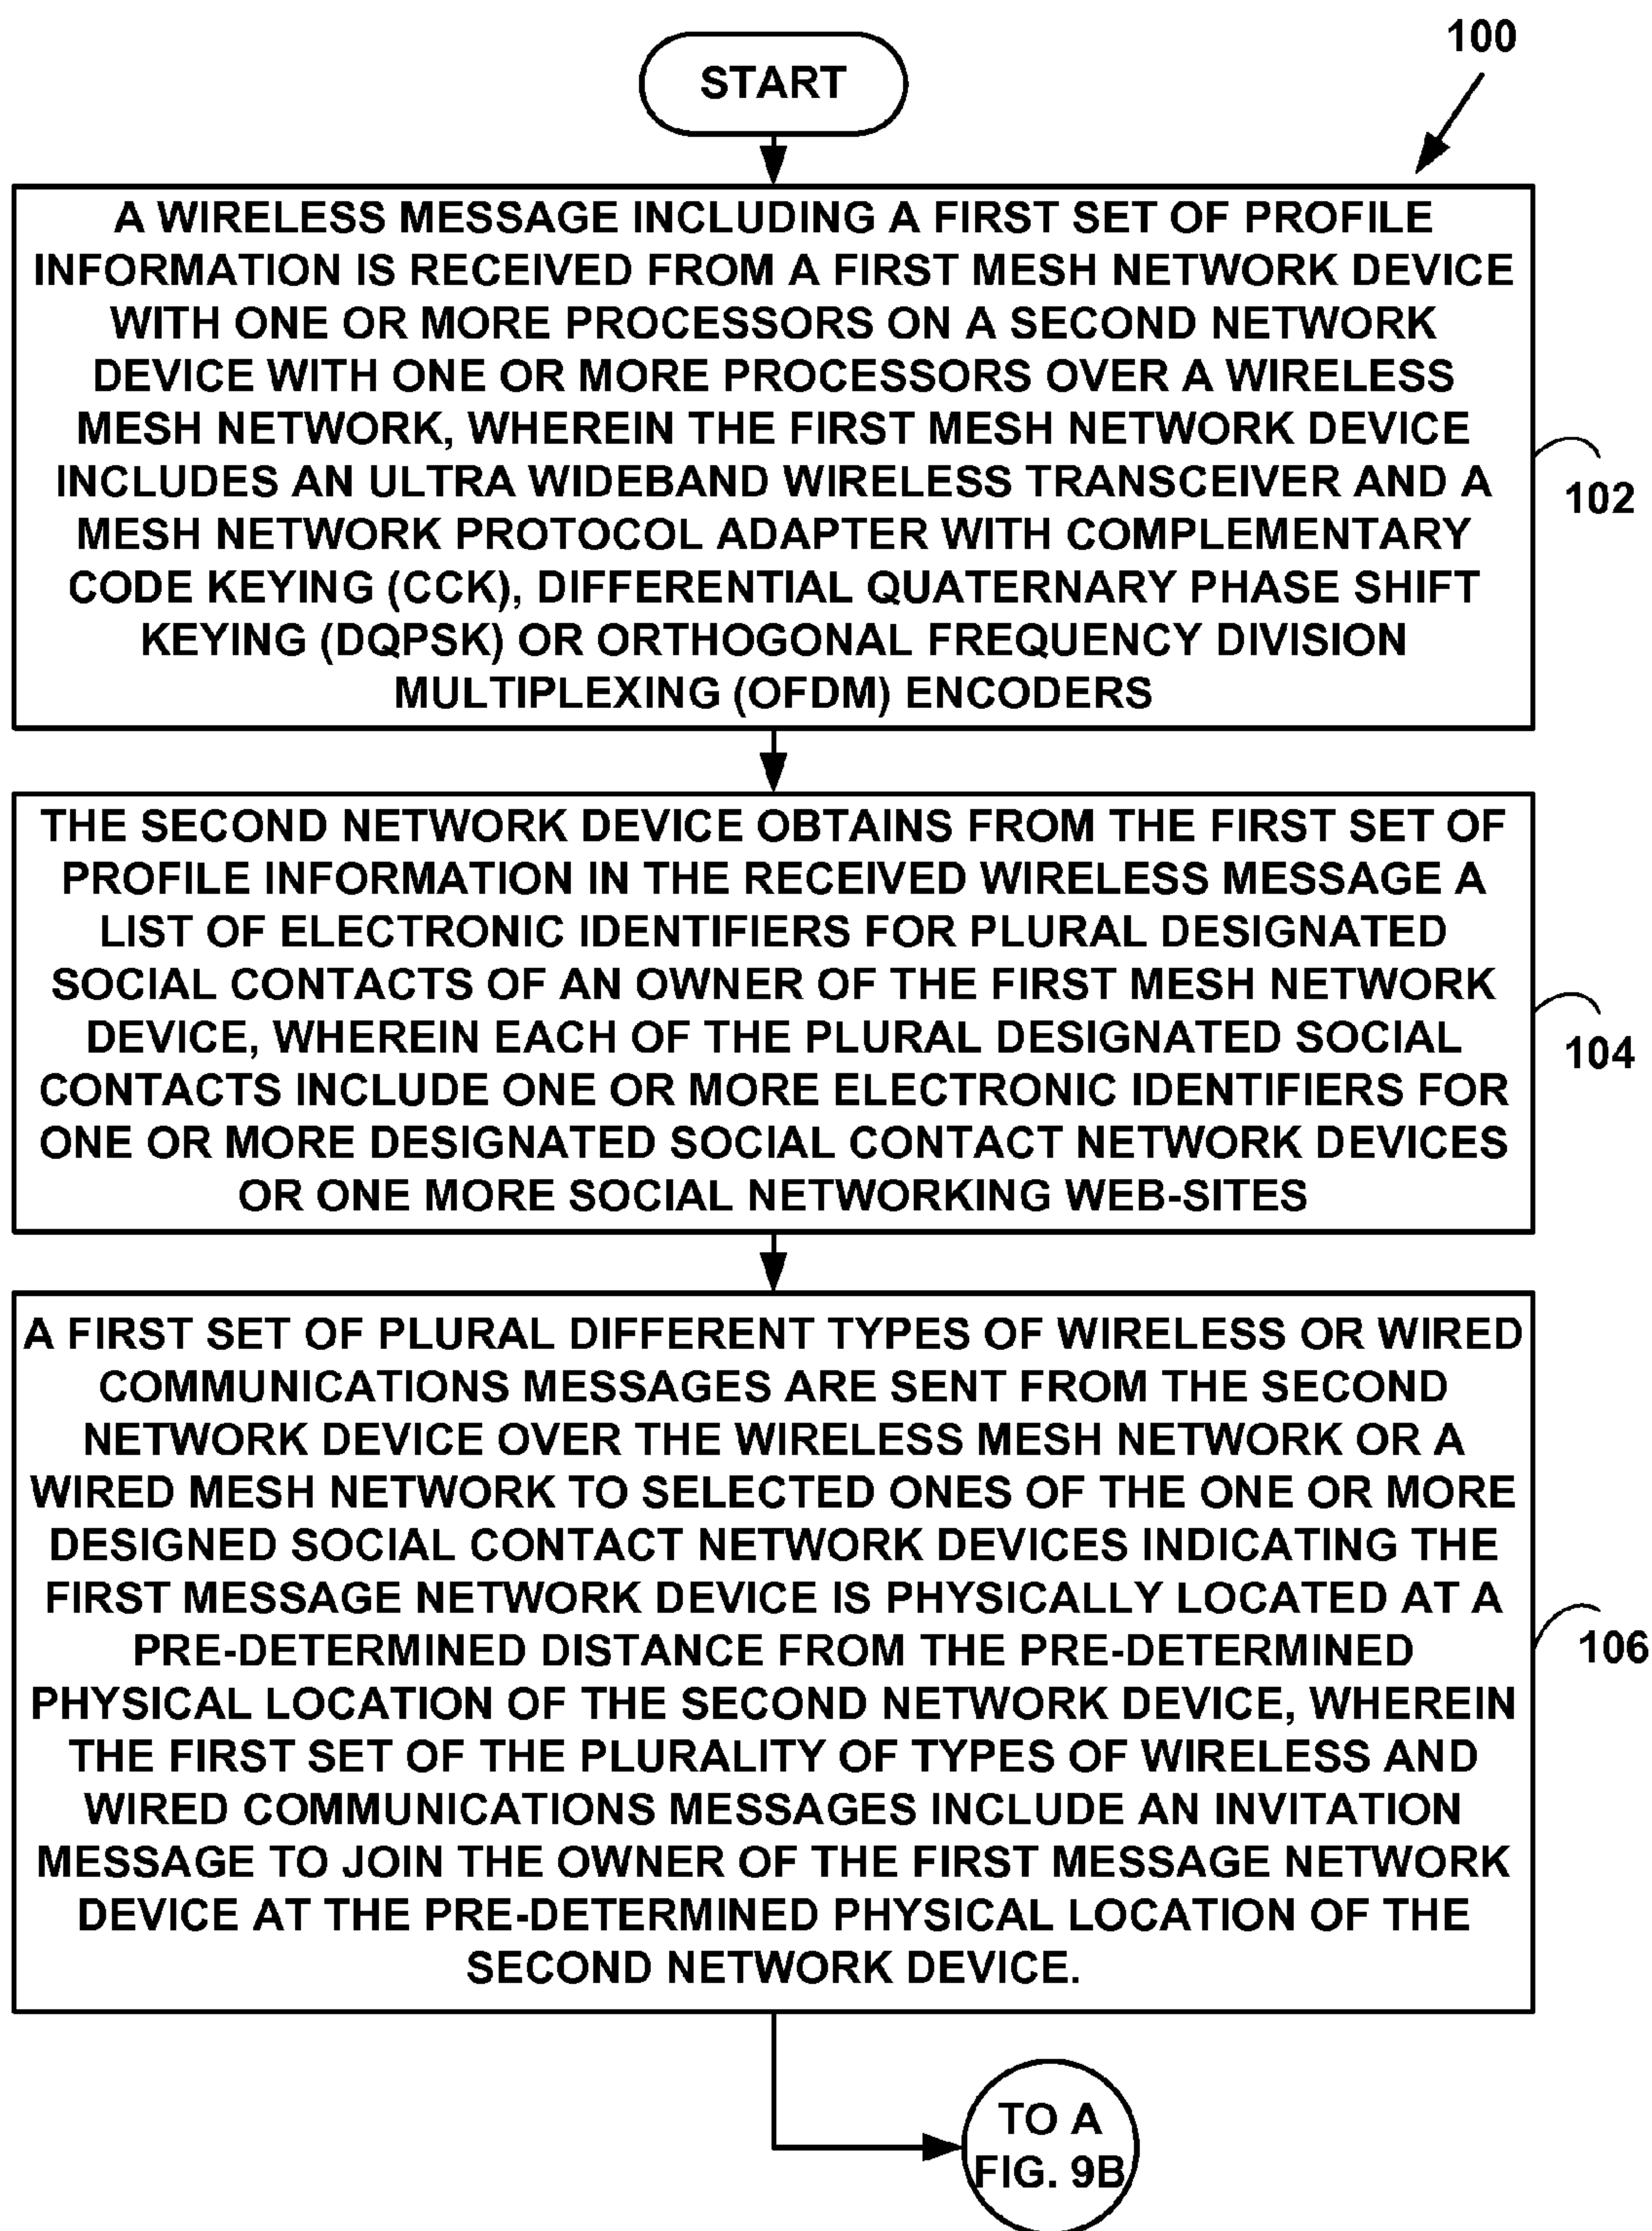 100
START
A WIRELESS MESSAGE INCLUDING A FIRST SET OF PROFILE
INFORMATION IS RECEIVED FROM A FIRST MESH NETWORK DEVICE
WITH ONE OR MORE PROCESSORS ON A SECOND NETWORK
DEVICE WITH ONE OR MORE PROCESSORS OVER A WIRELESS
MESH NETWORK, WHEREIN THE FIRST MESH NETWORK DEVICE
INCLUDES AN ULTRA WIDEBAND WIRELESS TRANSCEIVER AND A
MESH NETWORK PROTOCOL ADAPTER WITH COMPLEMENTARY
CODE KEYING (CCK), DIFFERENTIAL QUATERNARY PHASE SHIFT
KEYING (DQPSK) OR ORTHOGONAL FREQUENCY DIVISION
MULTIPLEXING (OFDM) ENCODERS
102
THE SECOND NETWORK DEVICE OBTAINS FROM THE FIRST SET OF
PROFILE INFORMATION IN THE RECEIVED WIRELESS MESSAGE A
LIST OF ELECTRONIC IDENTIFIERS FOR PLURAL DESIGNATED
SOCIAL CONTACTS OF AN OWNER OF THE FIRST MESH NETWORK
DEVICE, WHEREIN EACH OF THE PLURAL DESIGNATED SOCIAL
CONTACTS INCLUDE ONE OR MORE ELECTRONIC IDENTIFIERS FOR
ONE OR MORE DESIGNATED SOCIAL CONTACT NETWORK DEVICES
OR ONE MORE SOCIAL NETWORKING WEB-SITES
104
A FIRST SET OF PLURAL DIFFERENT TYPES OF WIRELESS OR WIRED
COMMUNICATIONS MESSAGES ARE SENT FROM THE SECOND
NETWORK DEVICE OVER THE WIRELESS MESH NETWORK OR A
WIRED MESH NETWORK TO SELECTED ONES OF THE ONE OR MORE
DESIGNED SOCIAL CONTACT NETWORK DEVICES INDICATING THE
FIRST MESSAGE NETWORK DEVICE IS PHYSICALLY LOCATED AT A
PRE-DETERMINED DISTANCE FROM THE PRE-DETERMINED
PHYSICAL LOCATION OF THE SECOND NETWORK DEVICE, WHEREIN
THE FIRST SET OF THE PLURALITY OF TYPES OF WIRELESS AND
WIRED COMMUNICATIONS MESSAGES INCLUDE AN INVITATION
MESSAGE TO JOIN THE OWNER OF THE FIRST MESSAGE NETWORK
DEVICE AT THE PRE-DETERMINED PHYSICAL LOCATION OF THE
SECOND NETWORK DEVICE.
106
TO A
FIG. 9B